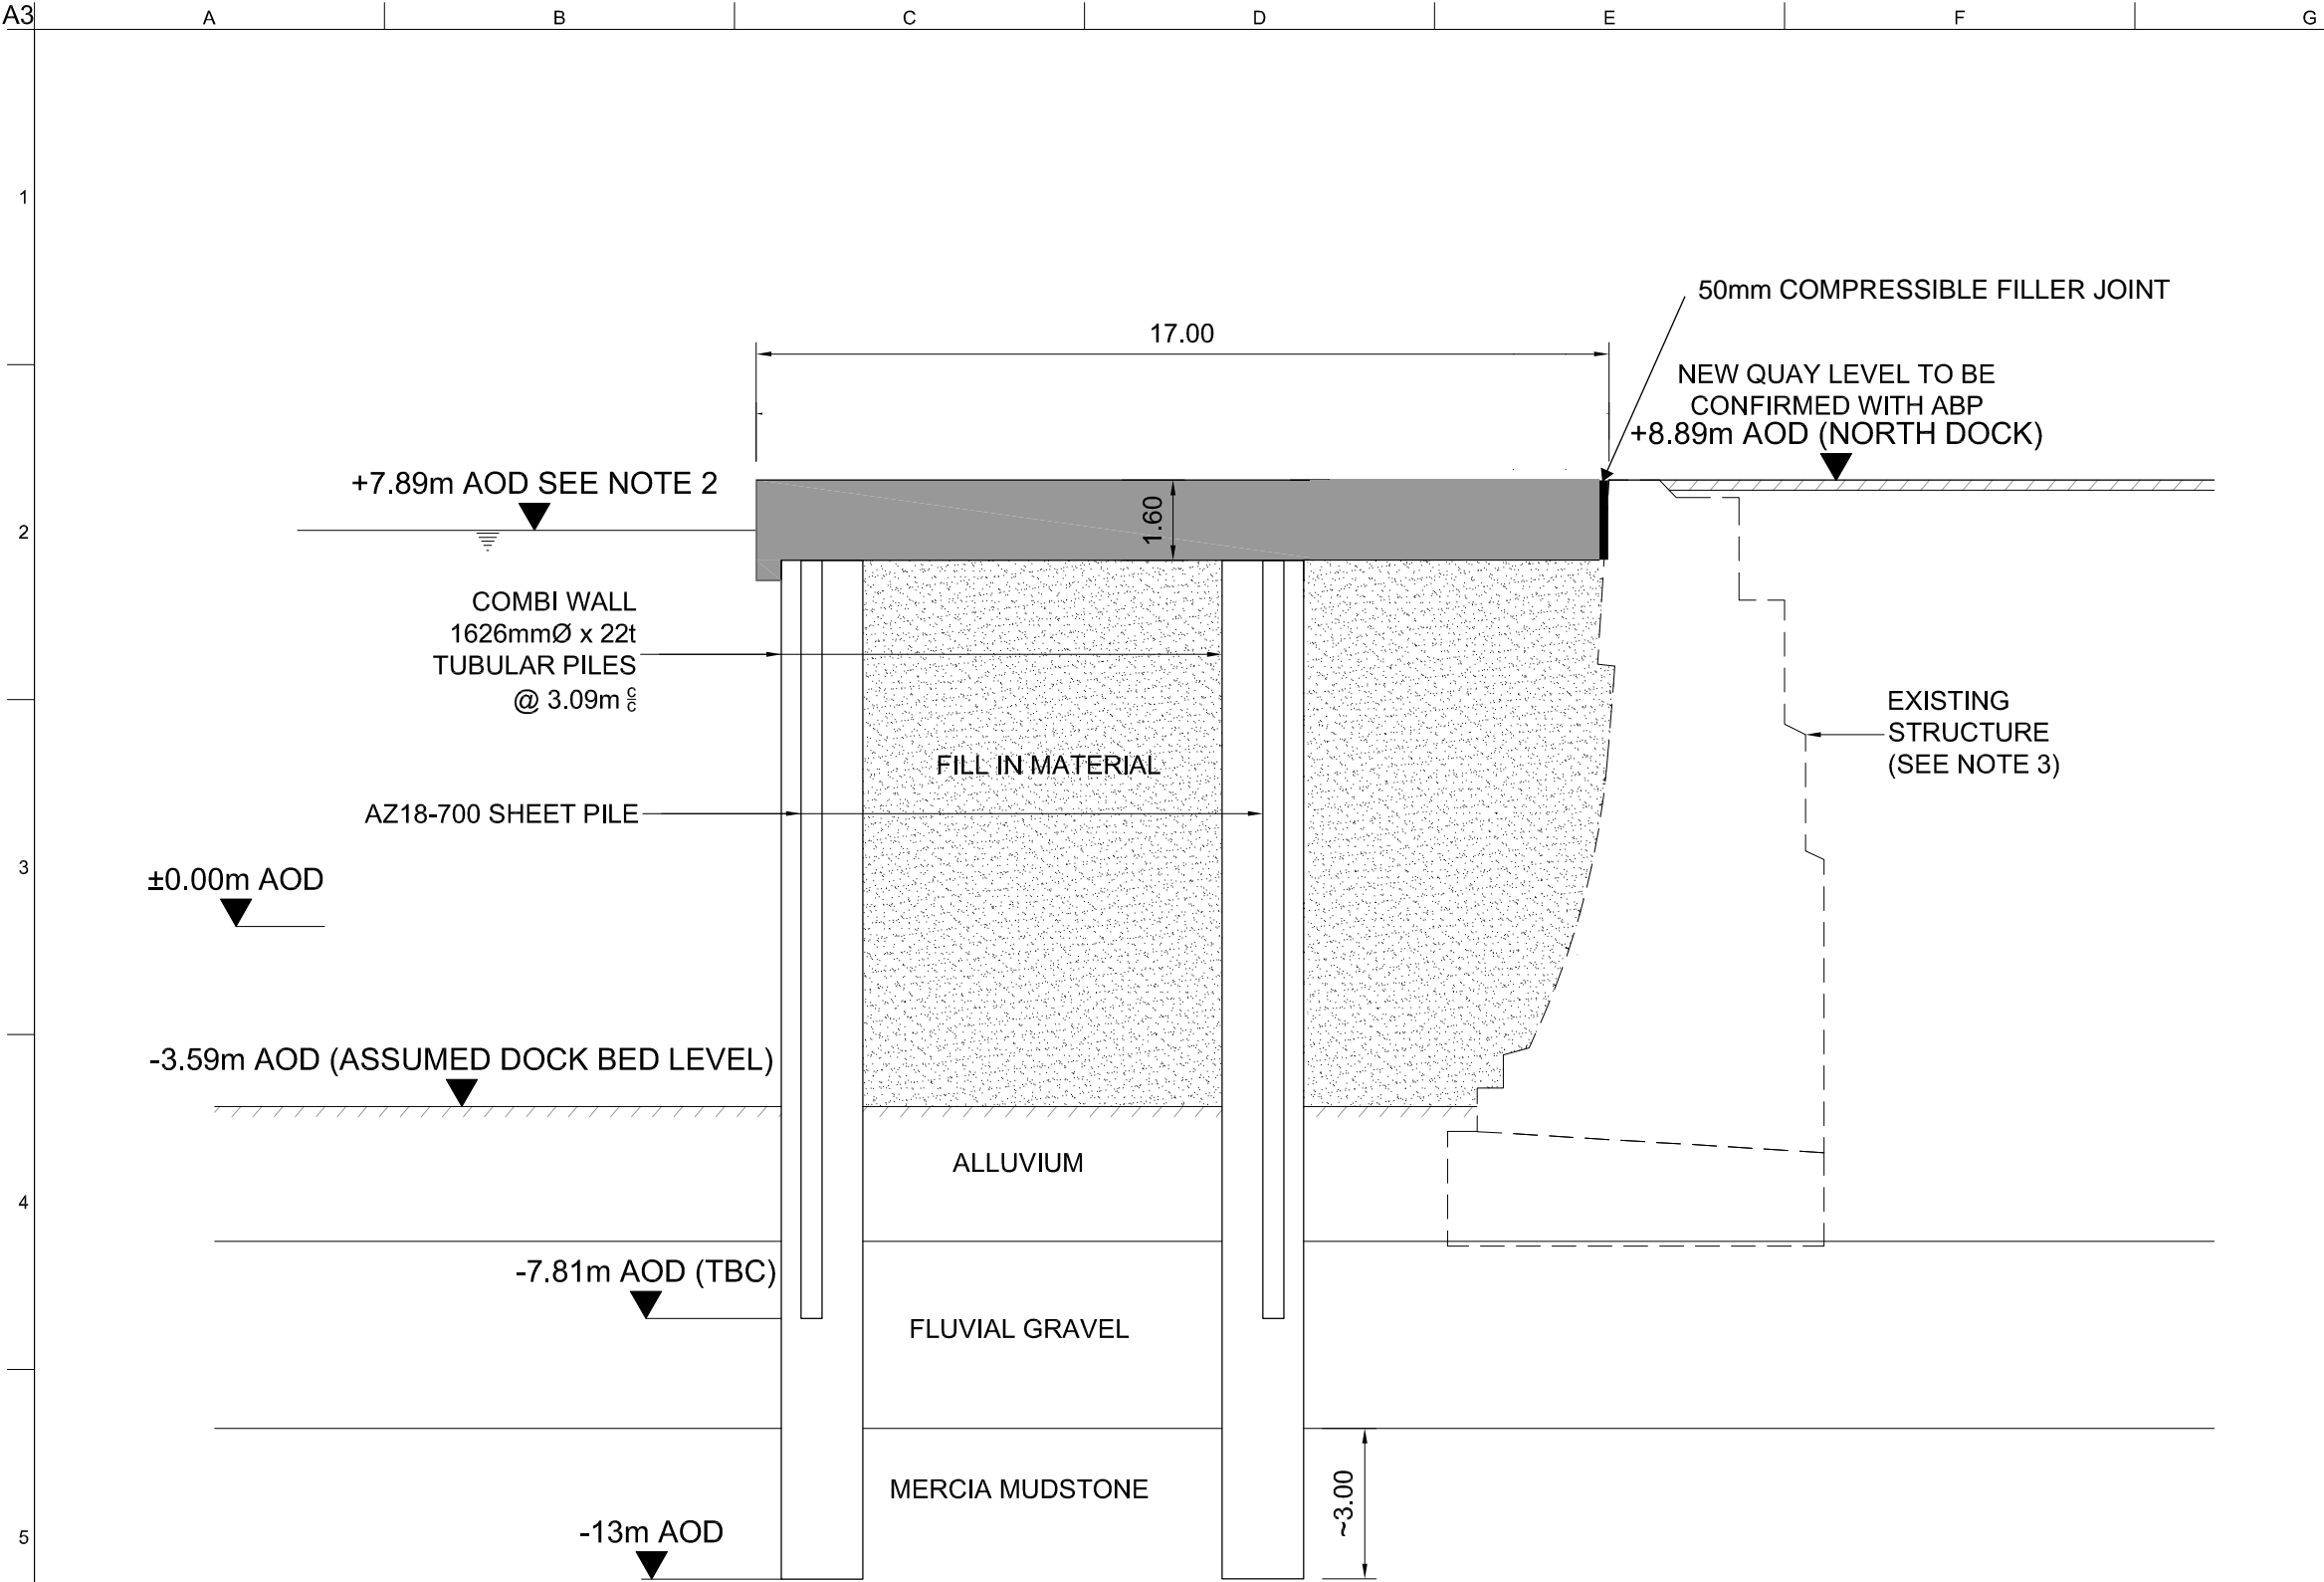 A3
A
B
C
D
E
F
G
1
50mm COMPRESSIBLE FILLER JOINT
17.00
NEW QUAY LEVEL TO BE
CONFIRMED WITH ABP
+8.89m AOD (NORTH DOCK)
+7.89m AOD SEE NOTE 2
1.60
2
COMBI WALL
1626mmØ x 22t
TUBULAR PILES
@ 3.09m c/c
EXISTING
STRUCTURE
(SEE NOTE 3)
FILL IN MATERIAL
AZ18-700 SHEET PILE
3
±0.00m AOD
-3.59m AOD (ASSUMED DOCK BED LEVEL)
ALLUVIUM
4
-7.81m AOD (TBC)
FLUVIAL GRAVEL
MERCIA MUDSTONE
~3.00
-13m AOD
5